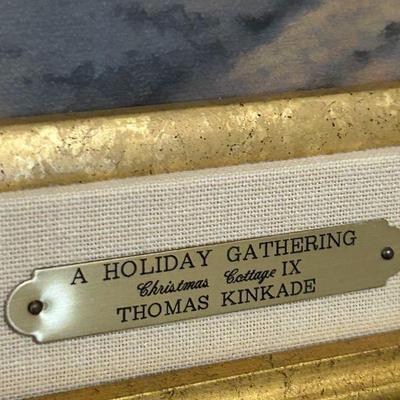 A HOLIDAY GATHERING
Christmas Cottage IX
THOMAS KINKADE